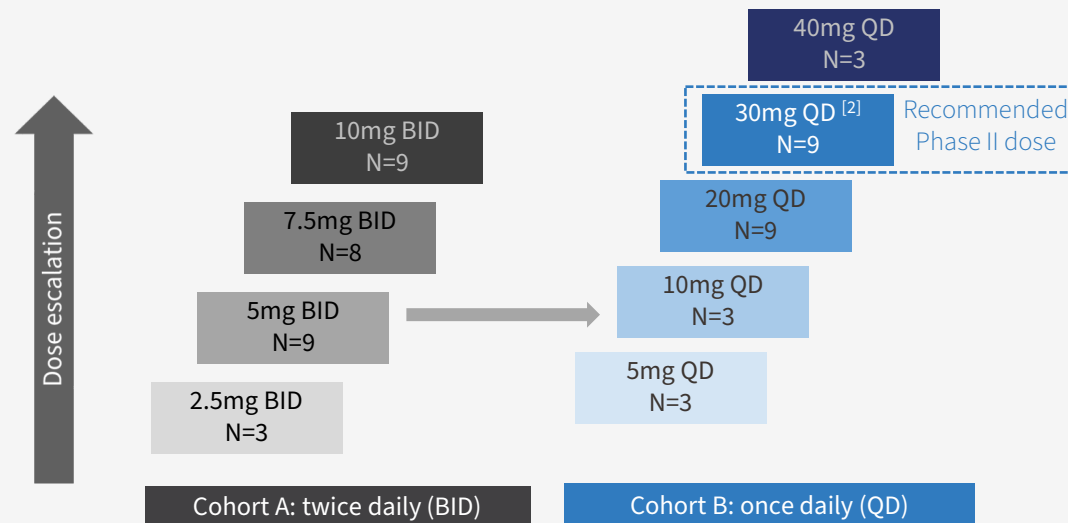 Dose escalation
10mg BID
N=9
7.5mg BID
N=8
5mg BID
N=9
2.5mg BID
N=3
Cohort A: twice daily (BID)
40mg QD
N=3
30mg QD [2]
N=9
Recommended
Phase II dose
20mg QD
N=9
10mg QD
N=3
5mg QD
N=3
Cohort B: once daily (QD)